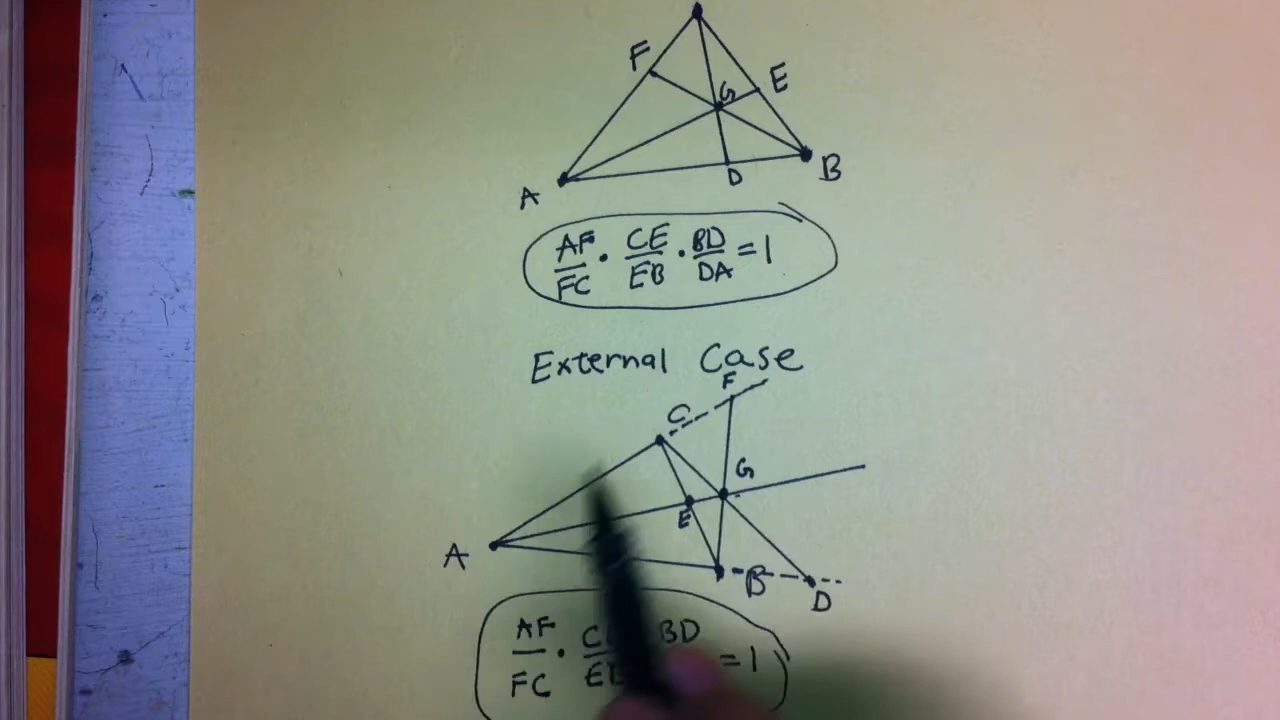 F
G
E
A
D
B
AF/FC · CE/EB · BD/DA = 1
External Case
F
C
G
E
A
B
D
AF/FC · BD = 1